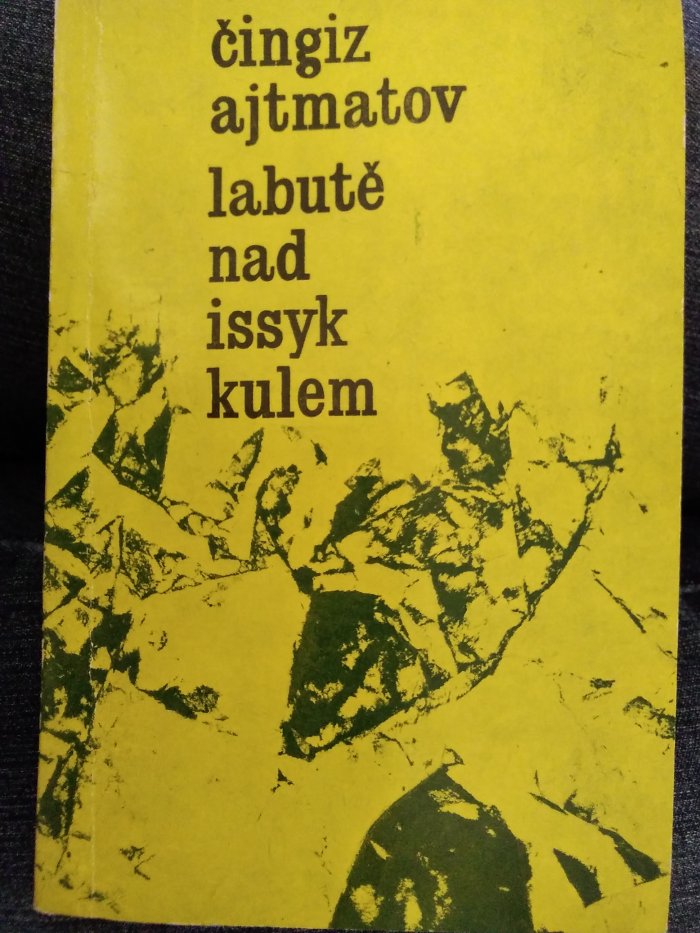 čingiz
ajtmatov
labutě
nad
issyk
kulem